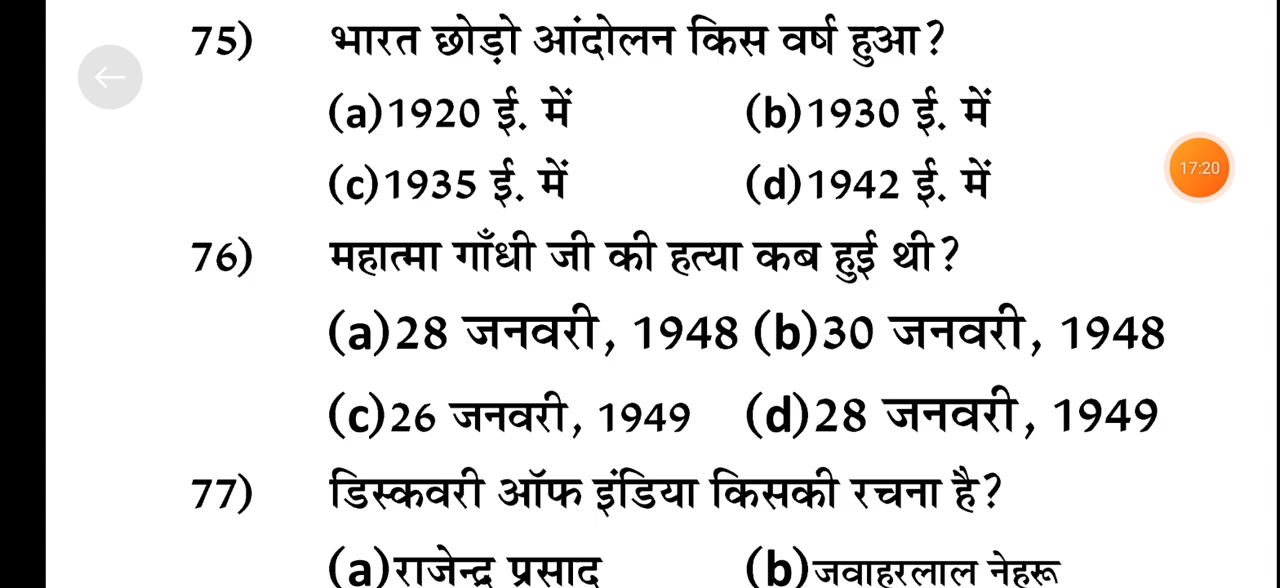 75) भारत छोड़ो आंदोलन किस वर्ष हुआ?
(a)1920 ई. में (b)1930 ई. में
(c)1935 ई. में (d)1942 ई. में
17:20
76) महात्मा गाँधी जी की हत्या कब हुई थी?
(a)28 जनवरी, 1948 (b)30 जनवरी, 1948
(c)26 जनवरी, 1949 (d)28 जनवरी, 1949
77) डिस्कवरी ऑफ इंडिया किसकी रचना है?
(a)राजेन्द्र प्रसाद (b)जवाहरलाल नेहरू